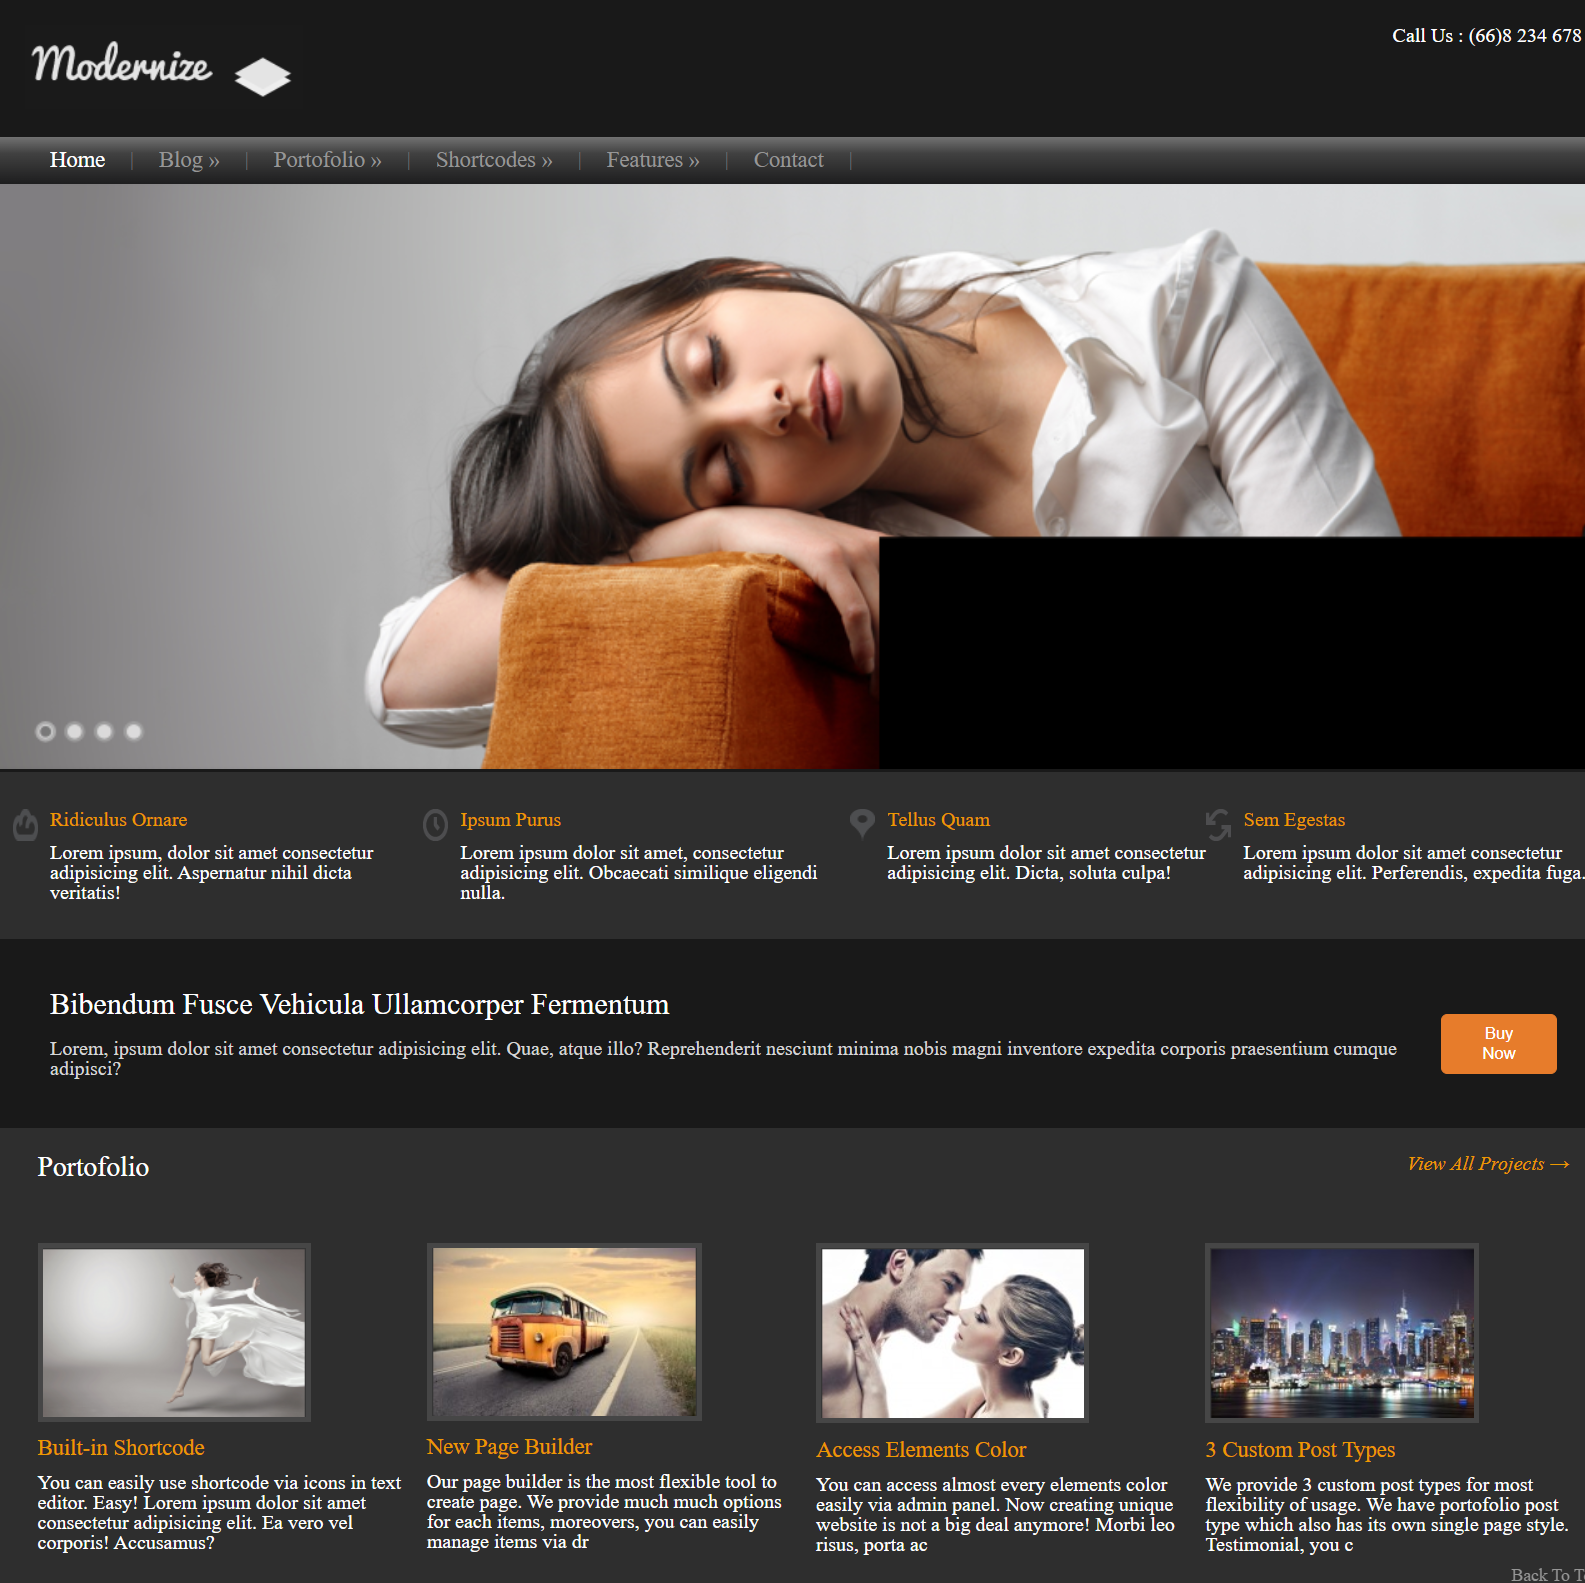 Modernize
Call Us : (66)8 234 678
Home | Blog » | Portofolio » | Shortcodes » | Features » | Contact |
Ridiculus Ornare
Lorem ipsum, dolor sit amet consectetur
adipisicing elit. Aspernatur nihil dicta
veritatis!
Ipsum Purus
Lorem ipsum dolor sit amet, consectetur
adipisicing elit. Obcaecati similique eligendi
nulla.
Tellus Quam
Lorem ipsum dolor sit amet consectetur
adipisicing elit. Dicta, soluta culpa!
Sem Egestas
Lorem ipsum dolor sit amet consectetur
adipisicing elit. Perferendis, expedita fuga.
Bibendum Fusce Vehicula Ullamcorper Fermentum
Lorem, ipsum dolor sit amet consectetur adipisicing elit. Quae, atque illo? Reprehenderit nesciunt minima nobis magni inventore expedita corporis praesentium cumque
adipisci?
Buy
Now
Portofolio
View All Projects →
Built-in Shortcode
You can easily use shortcode via icons in text
editor. Easy! Lorem ipsum dolor sit amet
consectetur adipisicing elit. Ea vero vel
corporis! Accusamus?
New Page Builder
Our page builder is the most flexible tool to
create page. We provide much much options
for each items, moreovers, you can easily
manage items via dr
Access Elements Color
You can access almost every elements color
easily via admin panel. Now creating unique
website is not a big deal anymore! Morbi leo
risus, porta ac
3 Custom Post Types
We provide 3 custom post types for most
flexibility of usage. We have portofolio post
type which also has its own single page style.
Testimonial, you c
Back To